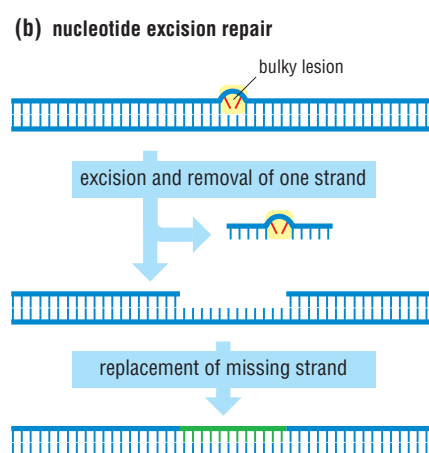 (b) nucleotide excision repair
bulky lesion
excision and removal of one strand
replacement of missing strand